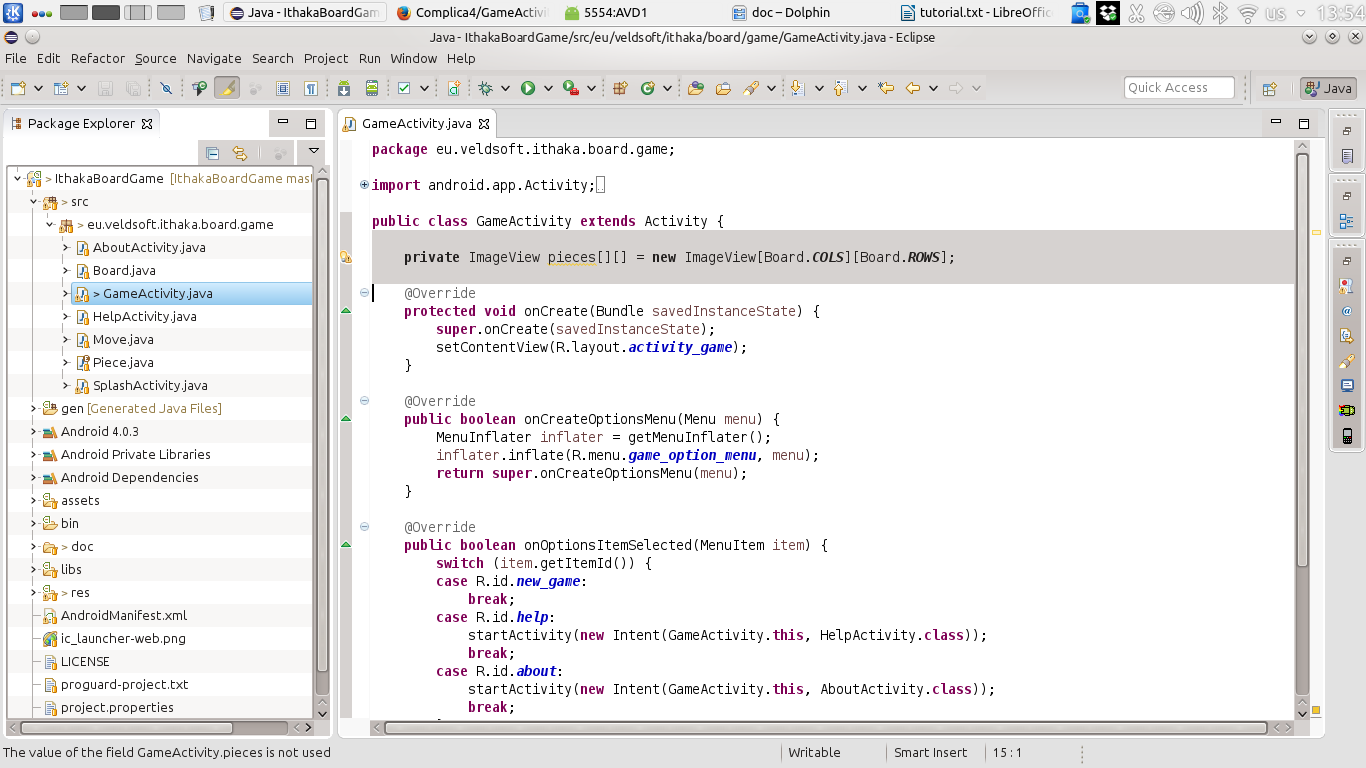 Java - IthakaBoardGam
Complica4/GameActivi
5554:AVD1
doc – Dolphin
tutorial.txt - LibreOffic
us
13:54
Java - IthakaBoardGame/src/eu/veldsoft/ithaka/board/game/GameActivity.java - Eclipse
File Edit Refactor Source Navigate Search Project Run Window Help
Quick Access
Java
Package Explorer
GameActivity.java
> IthakaBoardGame [IthakaBoardGame mast
> src
> eu.veldsoft.ithaka.board.game
AboutActivity.java
Board.java
> GameActivity.java
HelpActivity.java
Move.java
Piece.java
SplashActivity.java
gen [Generated Java Files]
Android 4.0.3
Android Private Libraries
Android Dependencies
assets
bin
> doc
libs
> res
AndroidManifest.xml
ic_launcher-web.png
LICENSE
proguard-project.txt
project.properties
package eu.veldsoft.ithaka.board.game;
import android.app.Activity;
public class GameActivity extends Activity {
private ImageView pieces[][] = new ImageView[Board.COLS][Board.ROWS];
@Override
protected void onCreate(Bundle savedInstanceState) {
super.onCreate(savedInstanceState);
setContentView(R.layout.activity_game);
}
@Override
public boolean onCreateOptionsMenu(Menu menu) {
MenuInflater inflater = getMenuInflater();
inflater.inflate(R.menu.game_option_menu, menu);
return super.onCreateOptionsMenu(menu);
}
@Override
public boolean onOptionsItemSelected(MenuItem item) {
switch (item.getItemId()) {
case R.id.new_game:
break;
case R.id.help:
startActivity(new Intent(GameActivity.this, HelpActivity.class));
break;
case R.id.about:
startActivity(new Intent(GameActivity.this, AboutActivity.class));
break;
The value of the field GameActivity.pieces is not used
Writable
Smart Insert
15 : 1